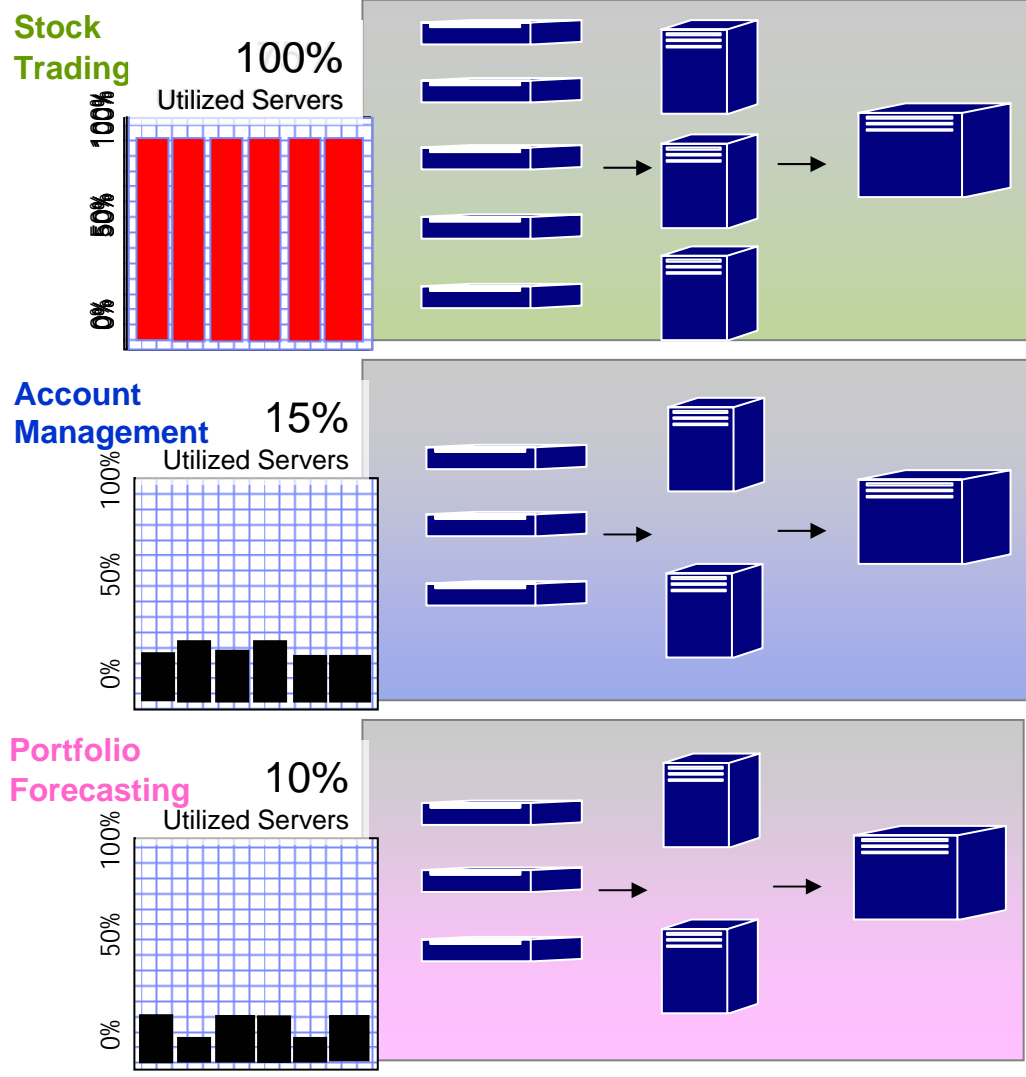 Stock
Trading
100%
Utilized Servers
100%
50%
0%
Account
Management
15%
Utilized Servers
100%
50%
0%
Portfolio
Forecasting
10%
Utilized Servers
100%
50%
0%